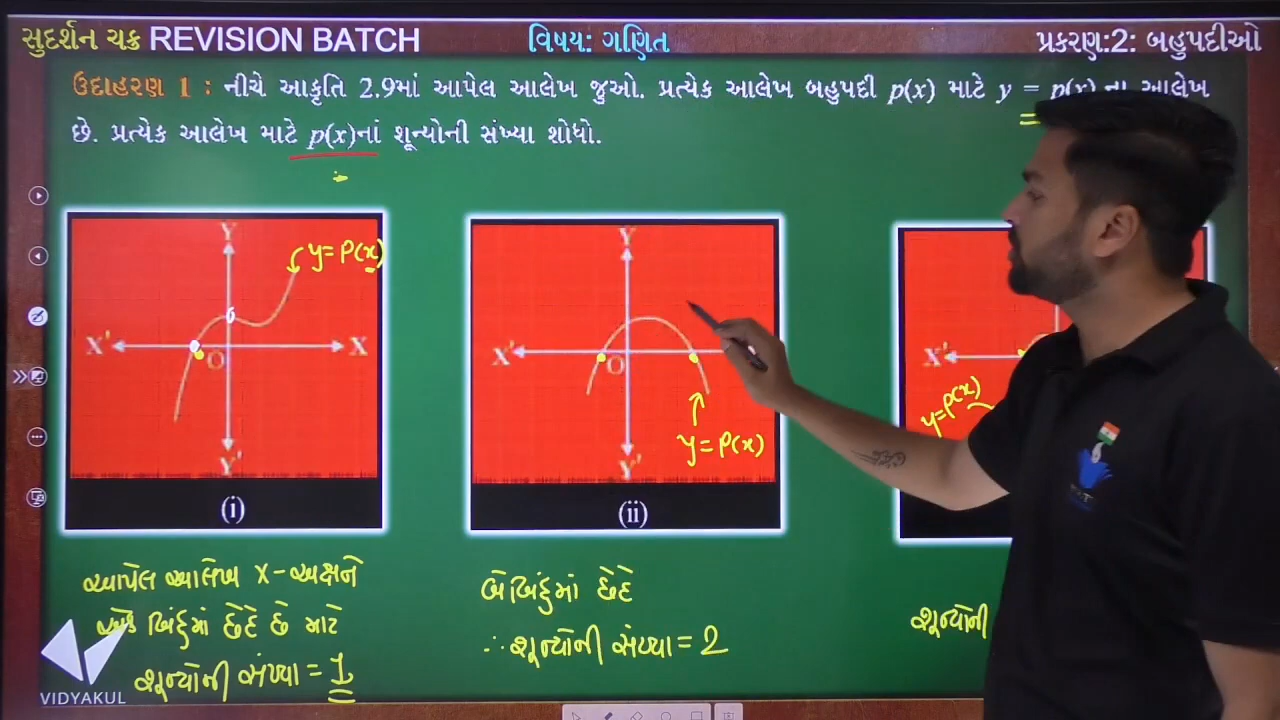 સુદર્શન ચક્ર REVISION BATCH
વિષય: ગણિત
પ્રકરણ:2: બહુપદીઓ
ઉદાહરણ 1 : નીચે આકૃતિ 2.9માં આપેલ આલેખ જુઓ. પ્રત્યેક આલેખ બહુપદી p(x) માટે y = p(x) ના આલેખ
છે. પ્રત્યેક આલેખ માટે p(x)નાં શૂન્યોની સંખ્યા શોધો.
Y
y=P(x)
X' O X
Y'
(i)
Y
X' O
y=P(x)
Y'
(ii)
X'
y=P(x)
આપેલ આલેખ X-અક્ષને
એક બિંદુમાં છેદે છે માટે
શૂન્યોની સંખ્યા = 1
બે બિંદુમાં છેદે
∴ શૂન્યોની સંખ્યા = 2
શૂન્યોની
VIDYAKUL